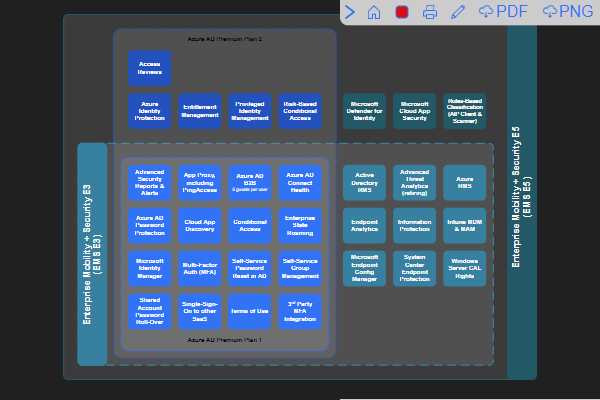 PDF
PNG
Azure AD Premium Plan 2
Access
Reviews
Azure
Identity
Protection
Entitlement
Management
Privileged
Identity
Management
Risk-Based
Conditional
Access
Microsoft
Defender for
Identity
Microsoft
Cloud App
Security
Rules-Based
Classification
(AIP Client &
Scanner)
Enterprise Mobility + Security E3
(EMS E3)
Advanced
Security
Reports &
Alerts
App Proxy,
including
PingAccess
Azure AD
B2B
5 guests per user
Azure AD
Connect
Health
Active
Directory
RMS
Advanced
Threat
Analytics
(retiring)
Azure
RMS
Azure AD
Password
Protection
Cloud App
Discovery
Conditional
Access
Enterprise
State
Roaming
Endpoint
Analytics
Information
Protection
Intune MDM
& MAM
Microsoft
Identity
Manager
Multi-Factor
Auth (MFA)
Self-Service
Password
Reset in AD
Self-Service
Group
Management
Microsoft
Endpoint
Config
Manager
System
Center
Endpoint
Protection
Windows
Server CAL
Rights
Shared
Account
Password
Roll-Over
Single-Sign-
On to other
SaaS
Terms of Use
3rd Party
MFA
Integration
Azure AD Premium Plan 1
Enterprise Mobility + Security E5
(EMS E5)